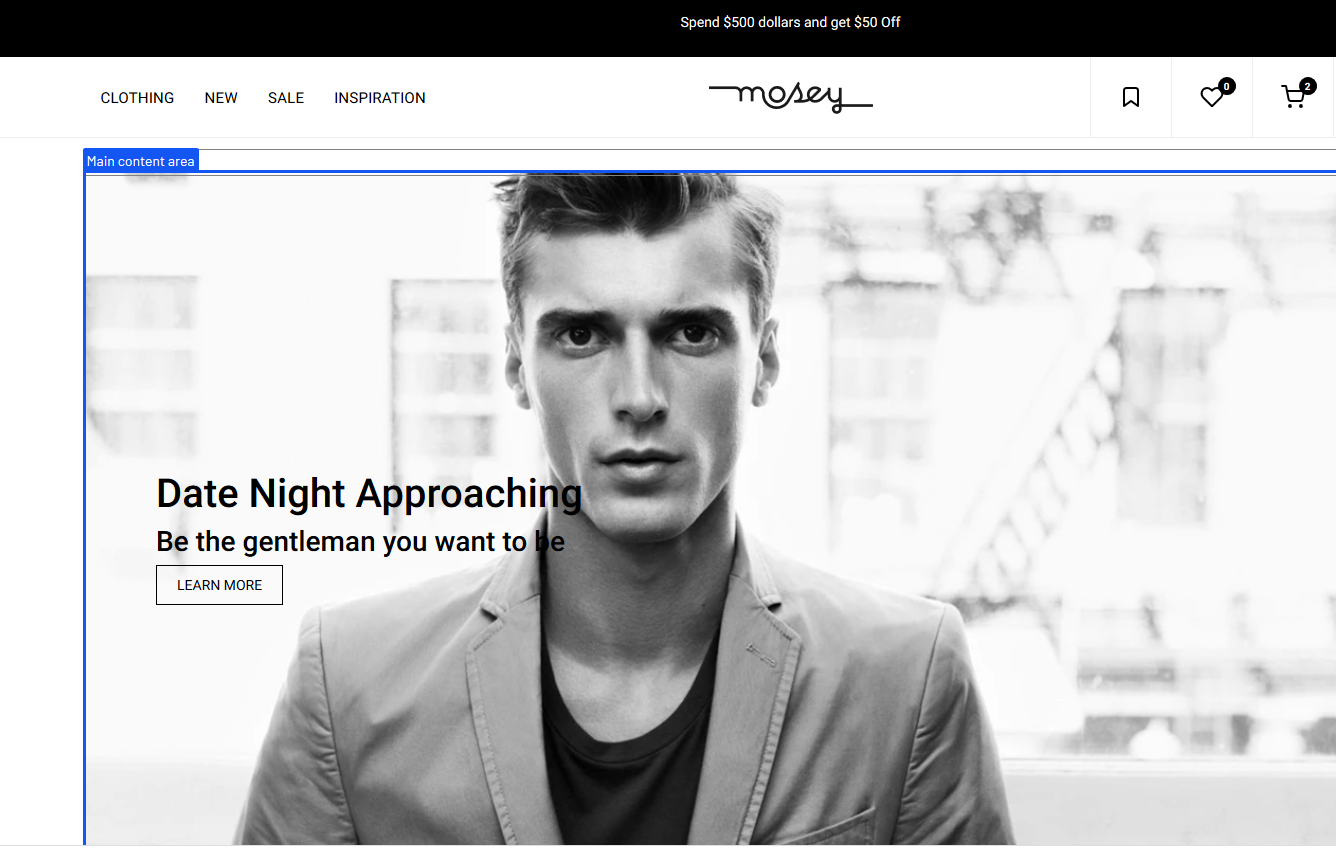 Spend $500 dollars and get $50 Off
CLOTHING NEW SALE INSPIRATION
mosey
0
2
Main content area
Date Night Approaching
Be the gentleman you want to be
LEARN MORE